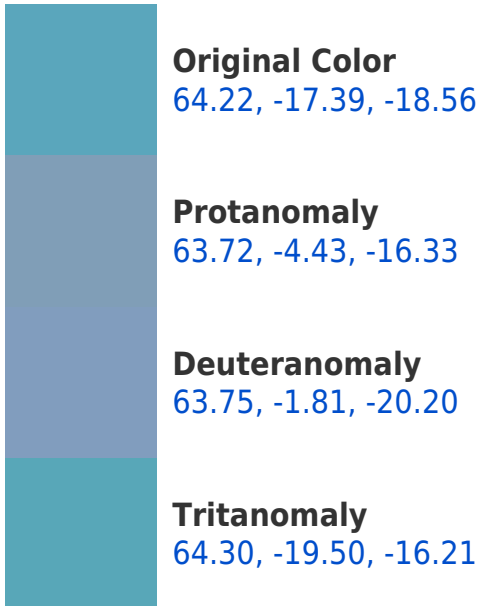 Original Color
64.22, -17.39, -18.56
Protanomaly
63.72, -4.43, -16.33
Deuteranomaly
63.75, -1.81, -20.20
Tritanomaly
64.30, -19.50, -16.21